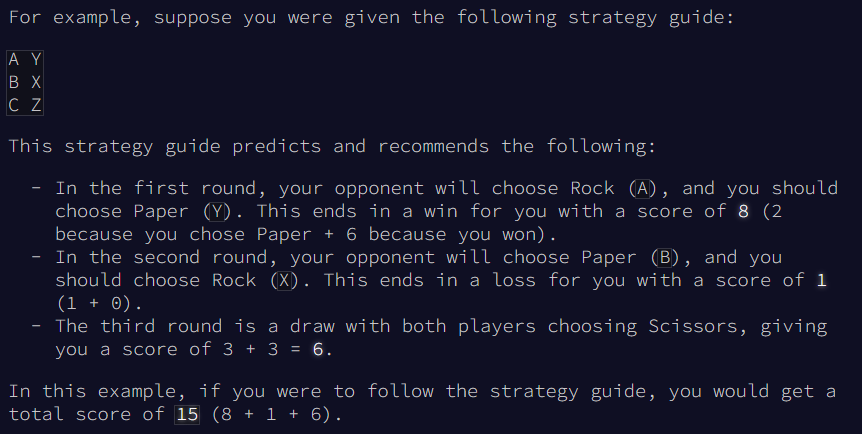 For example, suppose you were given the following strategy guide:
A Y
B X
C Z
This strategy guide predicts and recommends the following:
- In the first round, your opponent will choose Rock (A), and you should
choose Paper (Y). This ends in a win for you with a score of 8 (2
because you chose Paper + 6 because you won).
- In the second round, your opponent will choose Paper (B), and you
should choose Rock (X). This ends in a loss for you with a score of 1
(1 + 0).
- The third round is a draw with both players choosing Scissors, giving
you a score of 3 + 3 = 6.
In this example, if you were to follow the strategy guide, you would get a
total score of 15 (8 + 1 + 6).